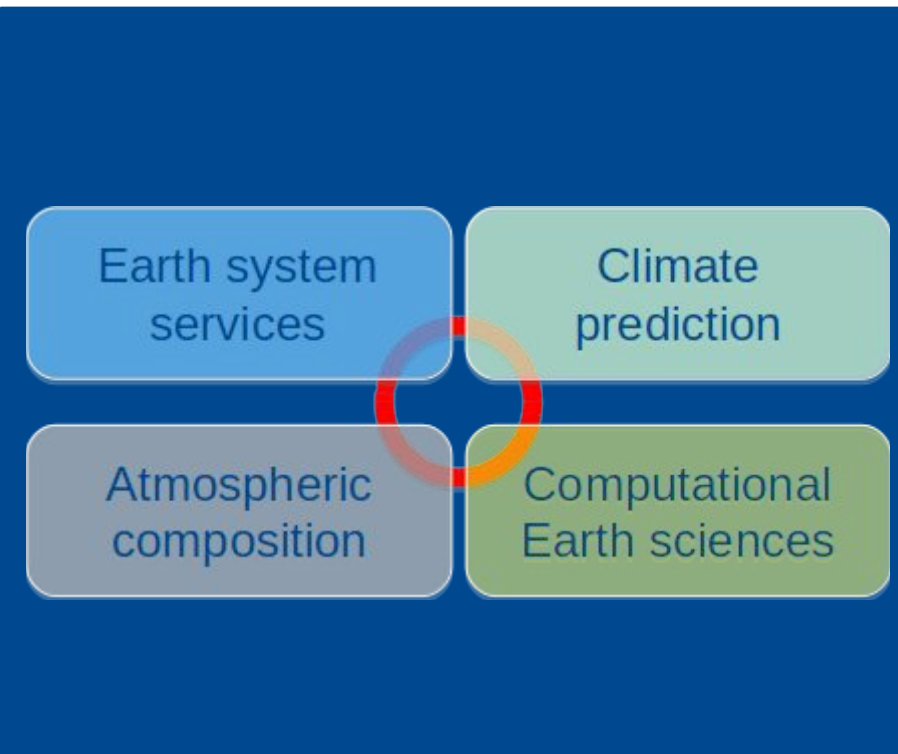 Earth system
services
Climate
prediction
Atmospheric
composition
Computational
Earth sciences